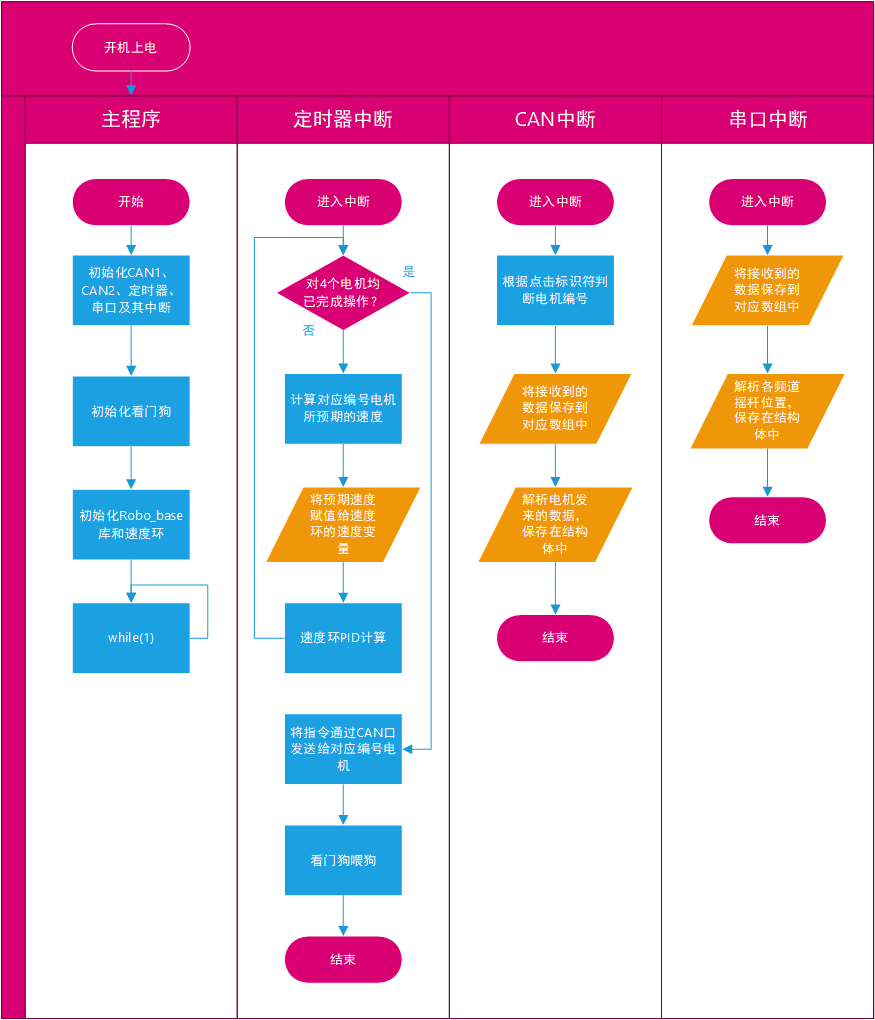 开机上电
主程序
定时器中断
CAN中断
串口中断
开始
初始化CAN1、
CAN2、定时器、
串口及其中断
初始化看门狗
初始化Robo_base
库和速度环
while(1)
进入中断
对4个电机均
已完成操作?
是
否
计算对应编号电机
所预期的速度
将预期速度
赋值给速度
环的速度变
量
速度环PID计算
将指令通过CAN口
发送给对应编号电
机
看门狗喂狗
结束
进入中断
根据点击标识符判
断电机编号
将接收到的
数据保存到
对应数组中
解析电机发
来的数据，
保存在结构
体中
结束
进入中断
将接收到的
数据保存到
对应数组中
解析各频道
摇杆位置，
保存在结构
体中
结束